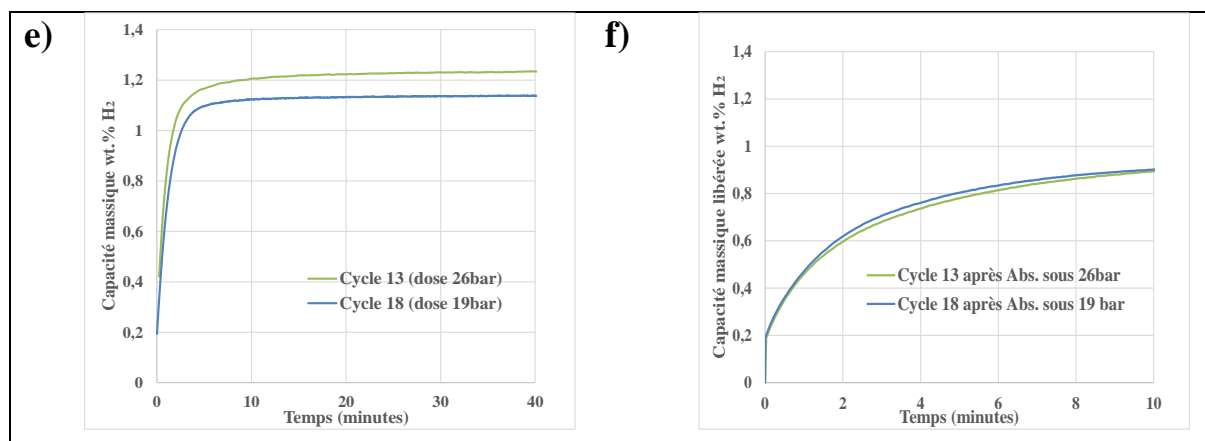 e)
Capacité massique wt.% H2
1,4
1,2
1
0,8
0,6
0,4
0,2
0
0
10
20
30
40
Temps (minutes)
Cycle 13 (dose 26bar)
Cycle 18 (dose 19bar)
f)
Capacité massique libérée wt.% H2
1,4
1,2
1
0,8
0,6
0,4
0,2
0
0
2
4
6
8
10
Temps (minutes)
Cycle 13 après Abs. sous 26bar
Cycle 18 après Abs. sous 19 bar